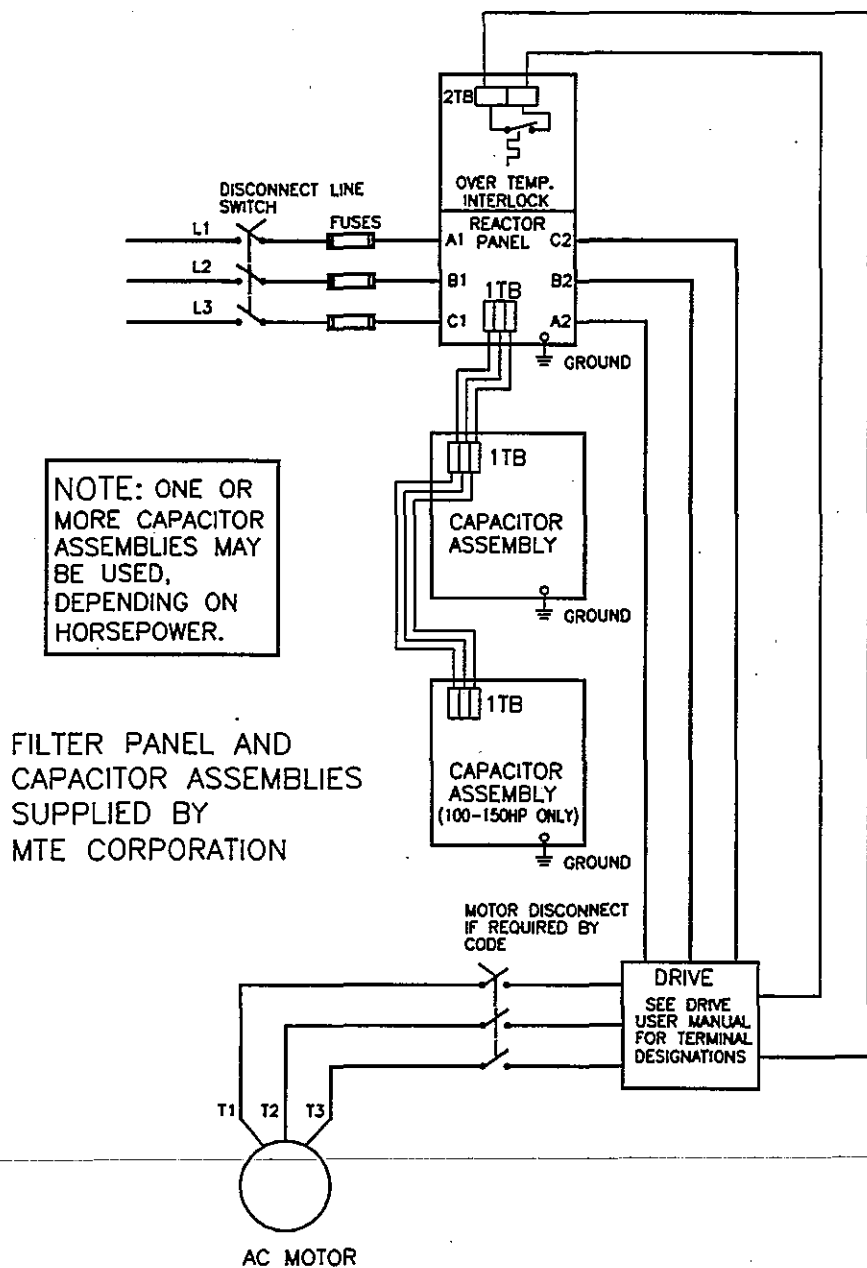 2TB
OVER TEMP.
INTERLOCK
DISCONNECT LINE
SWITCH
FUSES
REACTOR
PANEL
L1
A1
C2
L2
B1
B2
1TB
L3
C1
A2
GROUND
1TB
CAPACITOR
ASSEMBLY
GROUND
NOTE: ONE OR
MORE CAPACITOR
ASSEMBLIES MAY
BE USED,
DEPENDING ON
HORSEPOWER.
1TB
CAPACITOR
ASSEMBLY
(100-150HP ONLY)
GROUND
FILTER PANEL AND
CAPACITOR ASSEMBLIES
SUPPLIED BY
MTE CORPORATION
MOTOR DISCONNECT
IF REQUIRED BY
CODE
DRIVE
SEE DRIVE
USER MANUAL
FOR TERMINAL
DESIGNATIONS
T1
T2
T3
AC MOTOR